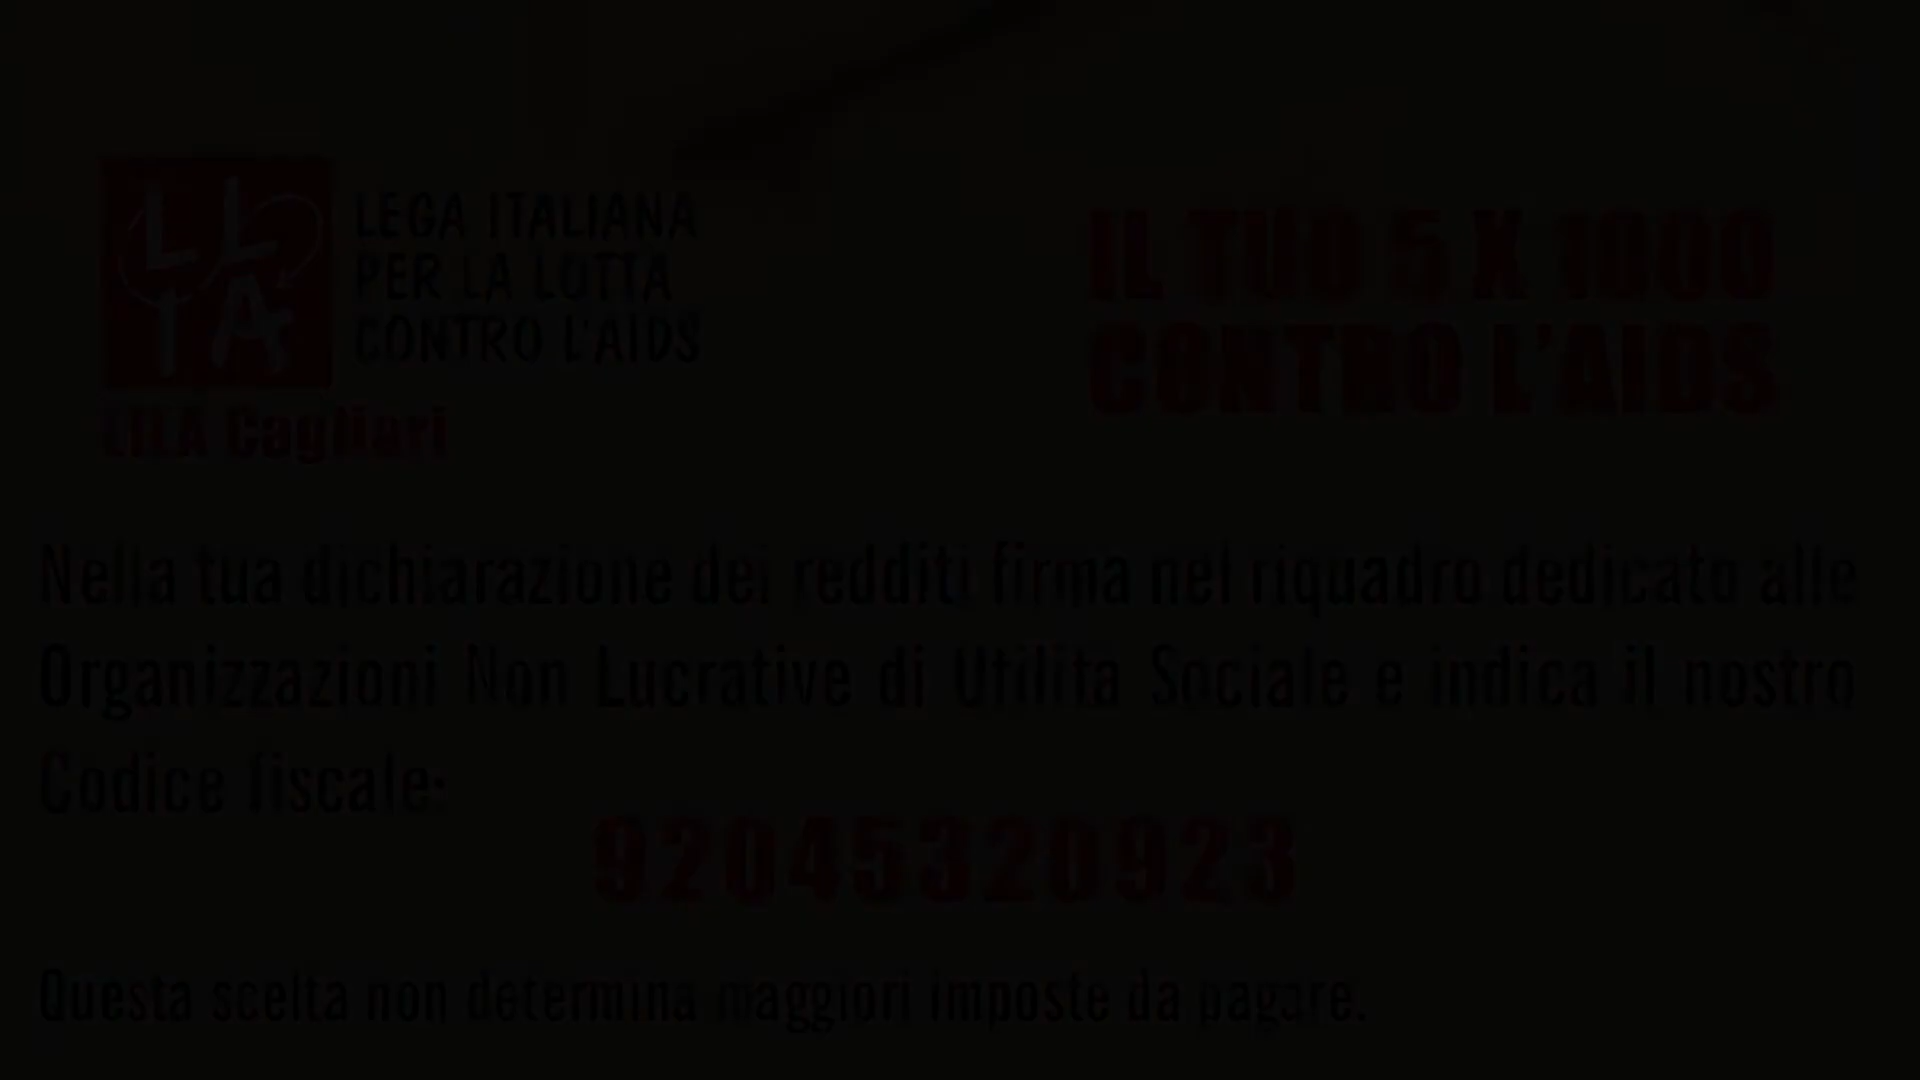 LILA
LEGA ITALIANA
PER LA LOTTA
CONTRO L'AIDS
LILA Cagliari
IL TUO 5 X 1000
CONTRO L'AIDS
Nella tua dichiarazione dei redditi firma nel riquadro dedicato alle
Organizzazioni Non Lucrative di Utilità Sociale e indica il nostro
Codice fiscale:
92045320923
Questa scelta non determina maggiori imposte da pagare.